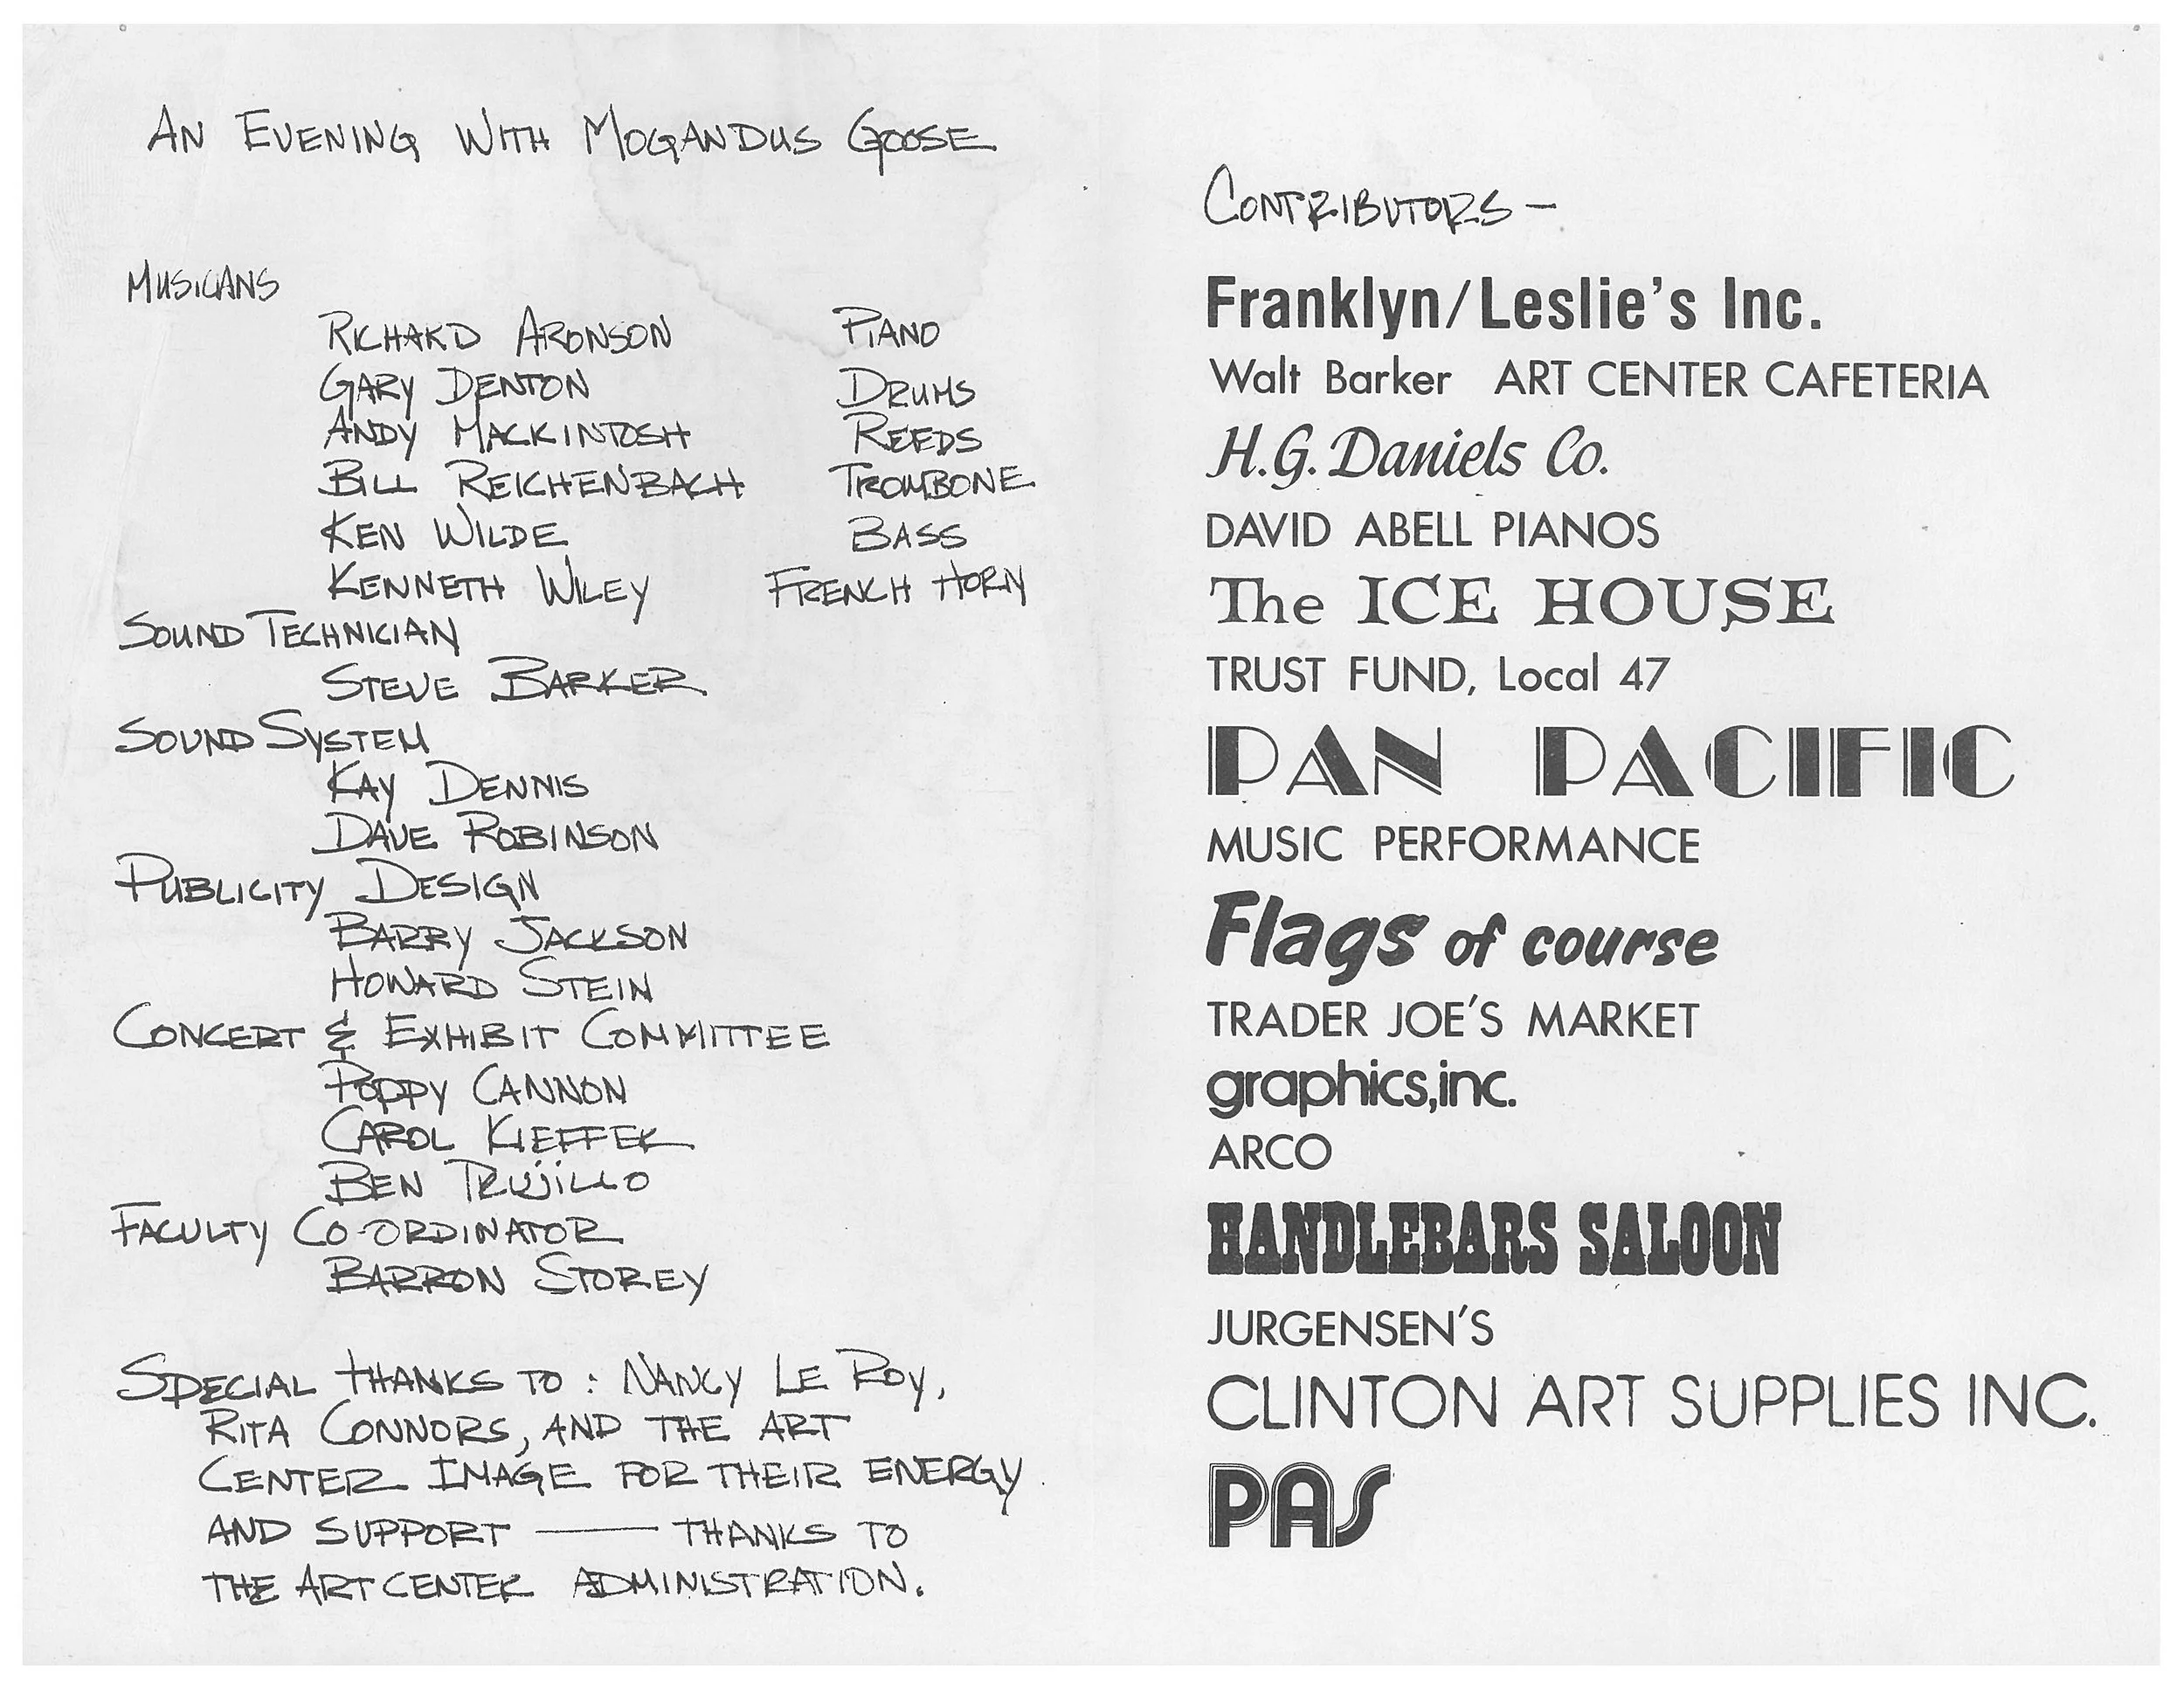 AN EVENING WITH MOGANDUS GOOSE
MUSICANS
RICHARD ARONSON PIANO
GARY DENTON DRUMS
ANDY MACKINTOSH REEDS
BILL REICHENBACH TROMBONE
KEN WILDE BASS
KENNETH WILEY FRENCH HORN
SOUND TECHNICIAN
STEVE BARKER
SOUND SYSTEM
KAY DENNIS
DAVE ROBINSON
PUBLICITY DESIGN
BARRY JACKSON
HOWARD STEIN
CONCERT & EXHIBIT COMMITTEE
POPPY CANNON
CAROL KIEFFER
BEN TRUJILLO
FACULTY CO-ORDINATOR
BARRON STOREY
SPECIAL THANKS TO: NANCY LE ROY,
RITA CONNORS, AND THE ART
CENTER IMAGE FOR THEIR ENERGY
AND SUPPORT — THANKS TO
THE ART CENTER ADMINISTRATION.
CONTRIBUTORS –
Franklyn/Leslie's Inc.
Walt Barker ART CENTER CAFETERIA
H.G. Daniels Co.
DAVID ABELL PIANOS
The ICE HOUSE
TRUST FUND, Local 47
PAN PACIFIC
MUSIC PERFORMANCE
Flags of course
TRADER JOE'S MARKET
graphics,inc.
ARCO
HANDLEBARS SALOON
JURGENSEN'S
CLINTON ART SUPPLIES INC.
PAS